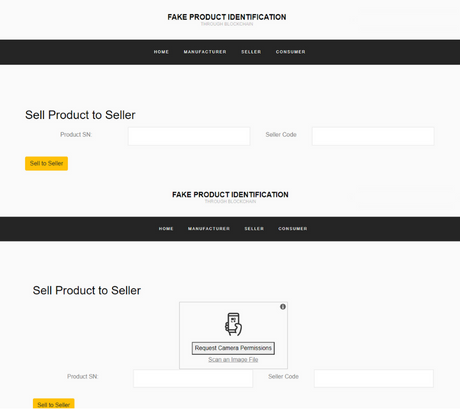 FAKE PRODUCT IDENTIFICATION
THROUGH BLOCKCHAIN
HOME MANUFACTURER SELLER CONSUMER
Sell Product to Seller
Product SN: Seller Code
Sell to Seller
FAKE PRODUCT IDENTIFICATION
THROUGH BLOCKCHAIN
HOME MANUFACTURER SELLER CONSUMER
Sell Product to Seller
Request Camera Permissions
Scan an Image File
Product SN: Seller Code
Sell to Seller